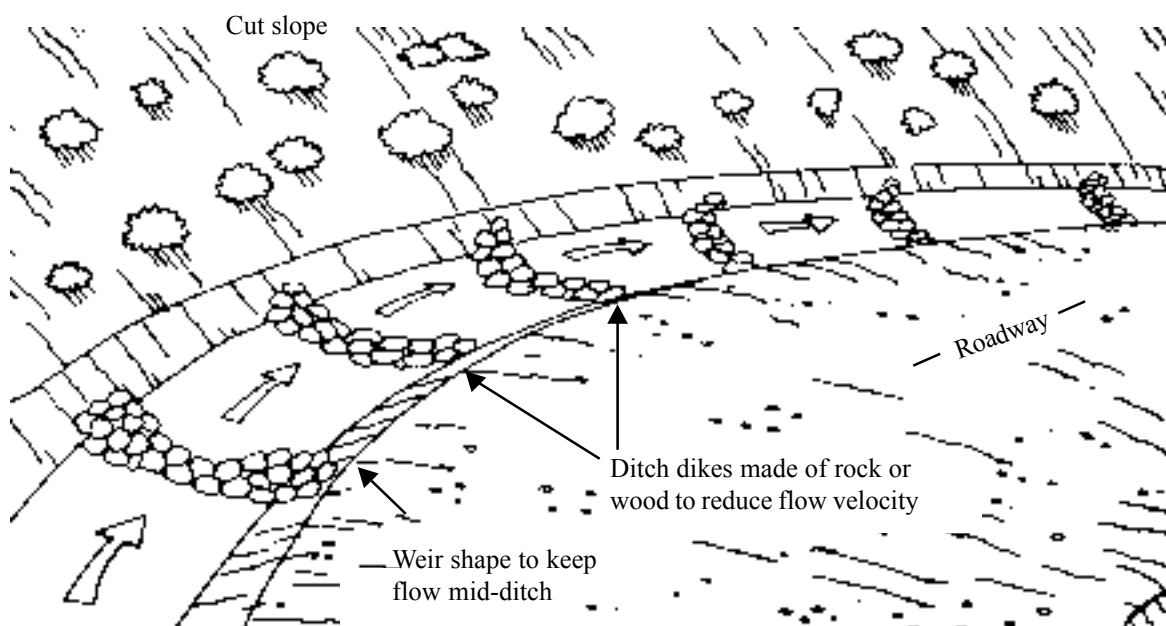 Cut slope
Roadway
Ditch dikes made of rock or
wood to reduce flow velocity
Weir shape to keep
flow mid-ditch